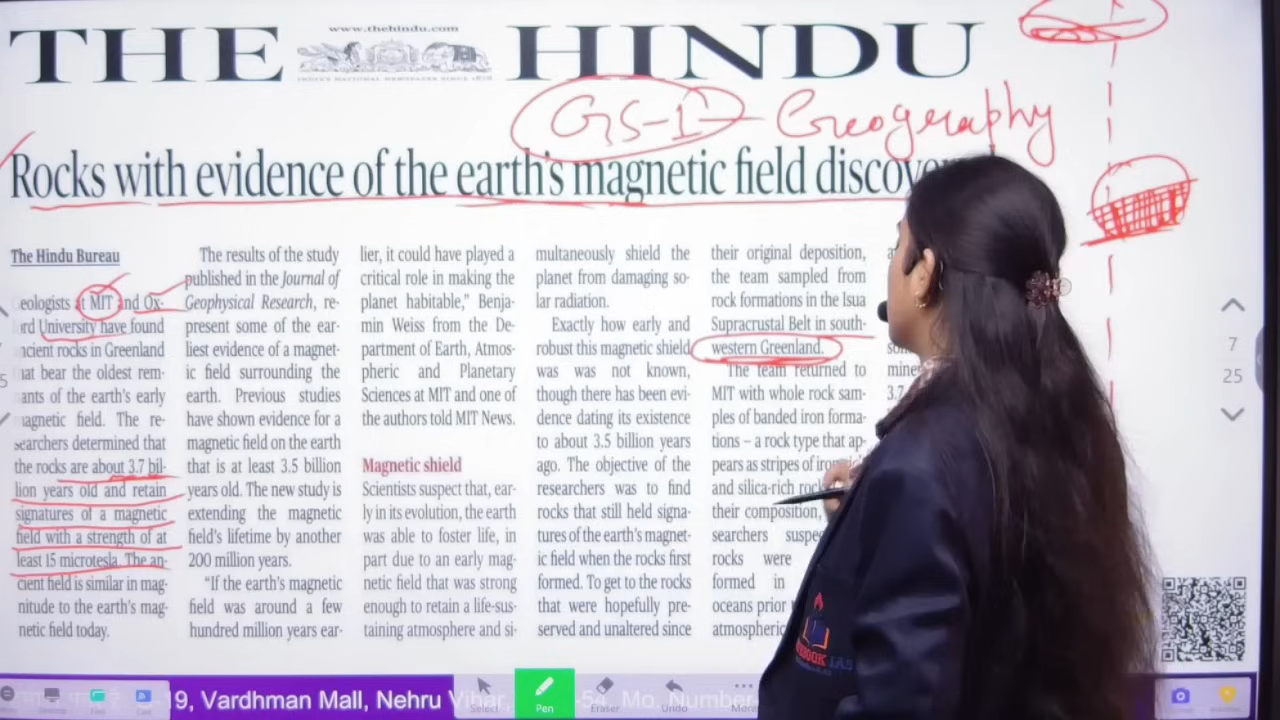 THE HINDU
www.thehindu.com
INDIA'S NATIONAL NEWSPAPER SINCE 1878
GS-1 - Geography
Rocks with evidence of the earth's magnetic field discove
The Hindu Bureau
eologists at MIT and Ox-
rd University have found
ncient rocks in Greenland
at bear the oldest rem-
ants of the earth's early
agnetic field. The re-
searchers determined that
the rocks are about 3.7 bil-
lion years old and retain
signatures of a magnetic
field with a strength of at
least 15 microtesla. The an-
cient field is similar in mag-
nitude to the earth's mag-
netic field today.
The results of the study
published in the Journal of
Geophysical Research, re-
present some of the ear-
liest evidence of a magnet-
ic field surrounding the
earth. Previous studies
have shown evidence for a
magnetic field on the earth
that is at least 3.5 billion
years old. The new study is
extending the magnetic
field's lifetime by another
200 million years.
"If the earth's magnetic
field was around a few
hundred million years ear-
lier, it could have played a
critical role in making the
planet habitable," Benja-
min Weiss from the De-
partment of Earth, Atmos-
pheric and Planetary
Sciences at MIT and one of
the authors told MIT News.
Magnetic shield
Scientists suspect that, ear-
ly in its evolution, the earth
was able to foster life, in
part due to an early mag-
netic field that was strong
enough to retain a life-sus-
taining atmosphere and si-
multaneously shield the
planet from damaging so-
lar radiation.
Exactly how early and
robust this magnetic shield
was was not known,
though there has been evi-
dence dating its existence
to about 3.5 billion years
ago. The objective of the
researchers was to find
rocks that still held signa-
tures of the earth's magnet-
ic field when the rocks first
formed. To get to the rocks
that were hopefully pre-
served and unaltered since
their original deposition,
the team sampled from
rock formations in the Isua
Supracrustal Belt in south-
western Greenland.
The team returned to
MIT with whole rock sam-
ples of banded iron forma-
tions – a rock type that ap-
pears as stripes of iron
and silica-rich rock
their composition,
searchers suspec
rocks were
formed in
oceans prior
atmospheric
som
mine
3.7
7
25
19, Vardhman Mall, Nehru Vihar, Mo. Number
Select
Pen
Eraser
Undo
More
IAS